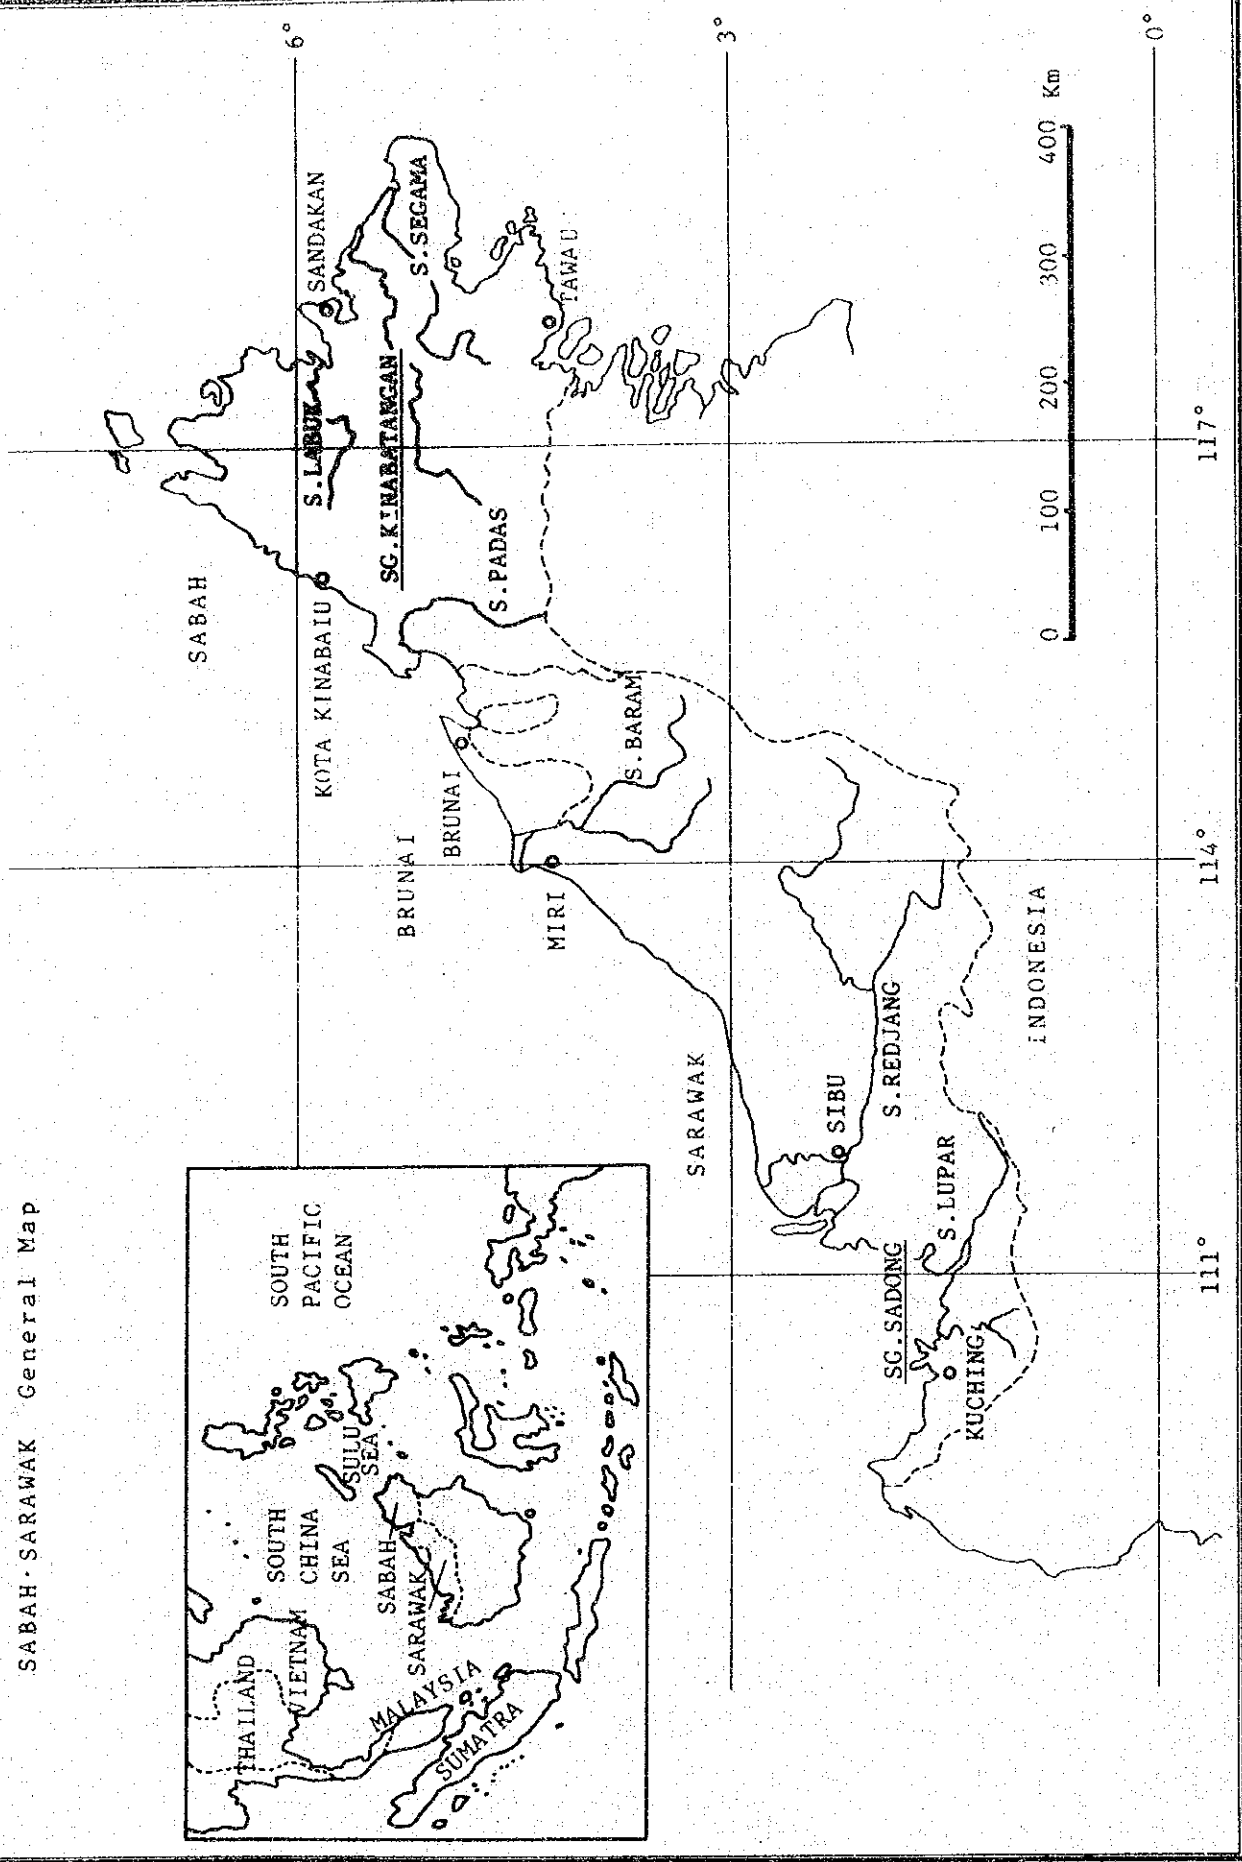 SABAH·SARAWAK General Map
THAILAND
VIETNAM
SOUTH
CHINA
SEA
SULU
SEA
SOUTH
PACIFIC
OCEAN
SABAH
SARAWAK
MALAYSIA
SUMATRA
SABAH
6°
KOTA KINABAIU
S.LABUK
SANDAKAN
SG.KINABATANGAN
S.SEGAMA
S.PADAS
TAWAU
BRUNAI
BRUNAI
MIRI
S.BARAM
3°
SARAWAK
SIBU
S.REDJANG
SG.SADONG
S.LUPAR
KUCHING
INDONESIA
0 100 200 300 400 Km
0°
111° 114° 117°